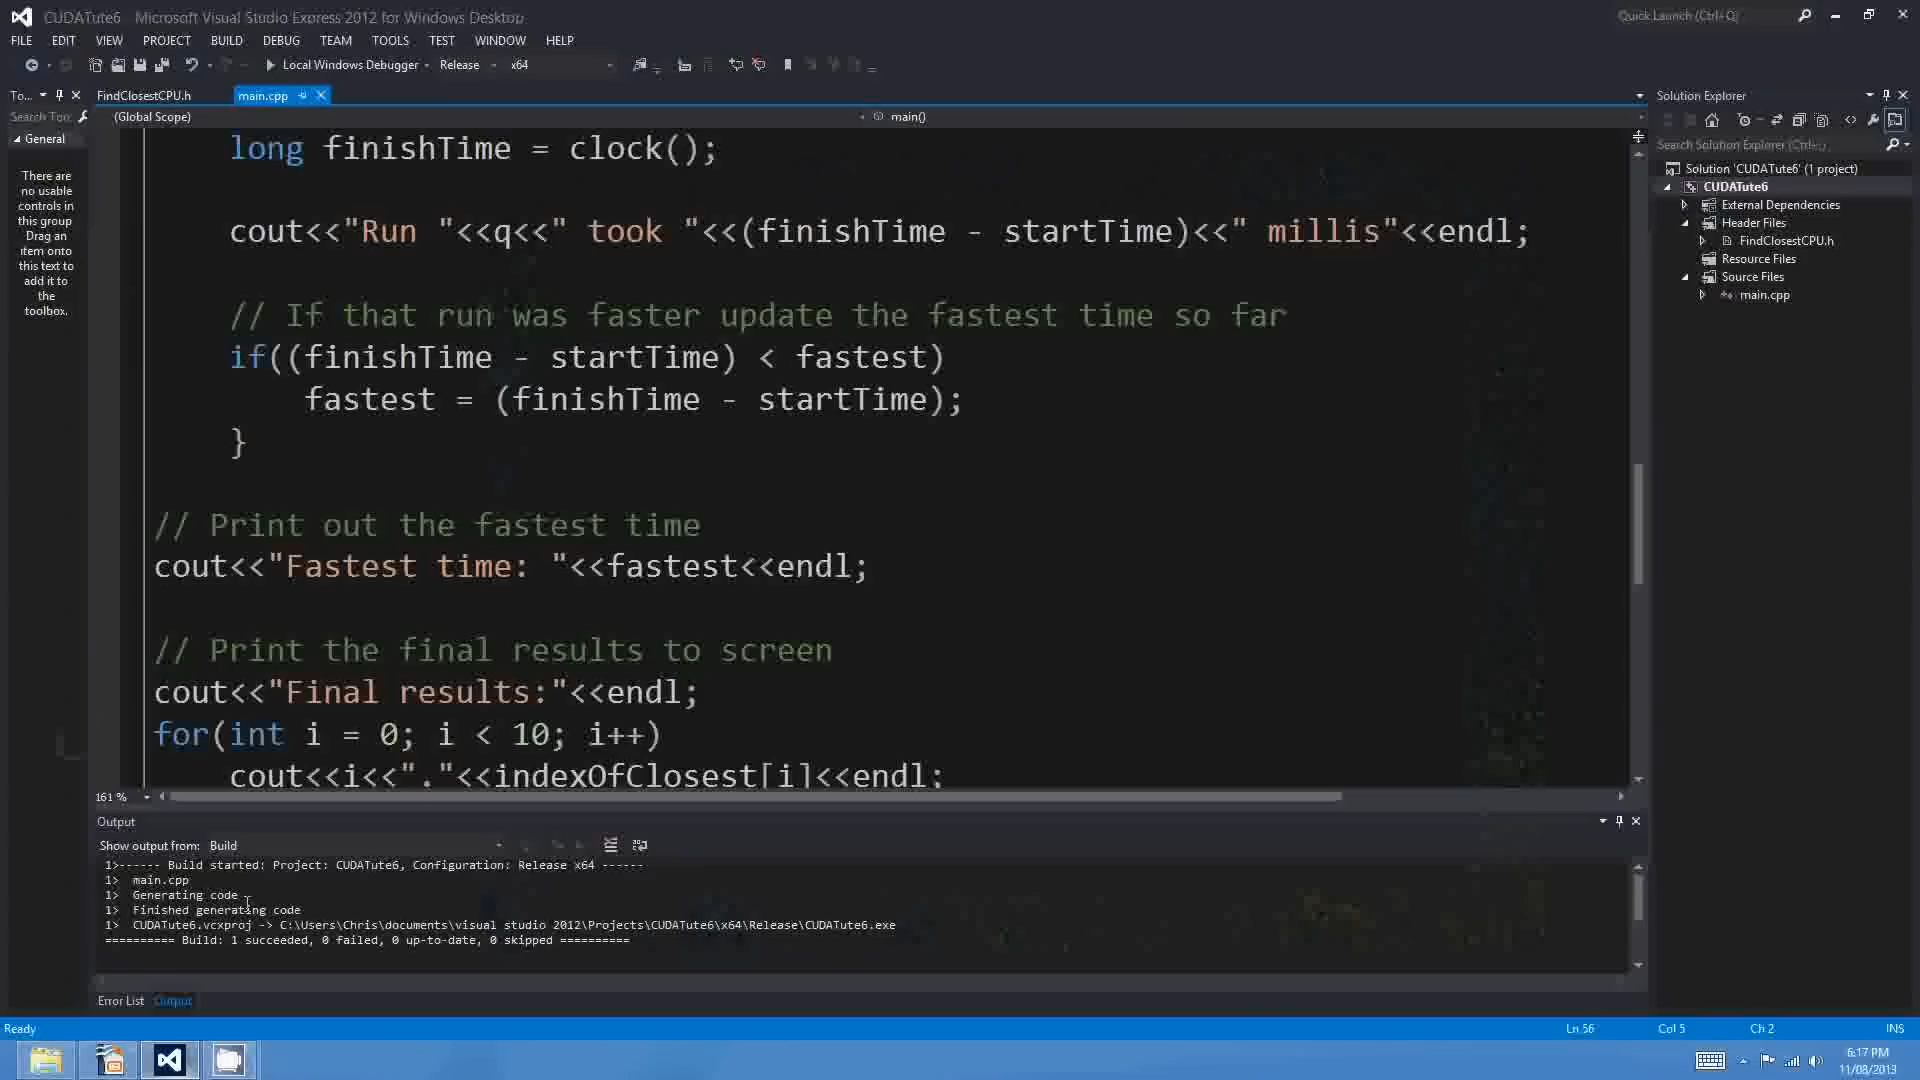 CUDATute6 Microsoft Visual Studio Express 2012 for Windows Desktop
Quick Launch (Ctrl+Q)
FILE EDIT VIEW PROJECT BUILD DEBUG TEAM TOOLS TEST WINDOW HELP
Local Windows Debugger Release x64
To... FindClosestCPU.h main.cpp
Search Too
(Global Scope) main()
General
There are
no usable
controls in
this group
Drag an
item onto
this text to
add it to
the
toolbox.
long finishTime = clock();
cout<<"Run "<<q<<" took "<<(finishTime - startTime)<<" millis"<<endl;
// If that run was faster update the fastest time so far
if((finishTime - startTime) < fastest)
fastest = (finishTime - startTime);
}
// Print out the fastest time
cout<<"Fastest time: "<<fastest<<endl;
// Print the final results to screen
cout<<"Final results:"<<endl;
for(int i = 0; i < 10; i++)
cout<<i<<"."<<indexOfClosest[i]<<endl;
161 %
Solution Explorer
Search Solution Explorer (Ctrl+;)
Solution 'CUDATute6' (1 project)
CUDATute6
External Dependencies
Header Files
FindClosestCPU.h
Resource Files
Source Files
main.cpp
Output
Show output from: Build
1>------ Build started: Project: CUDATute6, Configuration: Release x64 ------
1> main.cpp
1> Generating code
1> Finished generating code
1> CUDATute6.vcxproj -> C:\Users\Chris\documents\visual studio 2012\Projects\CUDATute6\x64\Release\CUDATute6.exe
========== Build: 1 succeeded, 0 failed, 0 up-to-date, 0 skipped ==========
Error List Output
Ready Ln 56 Col 5 Ch 2 INS
6:17 PM
11/08/2013